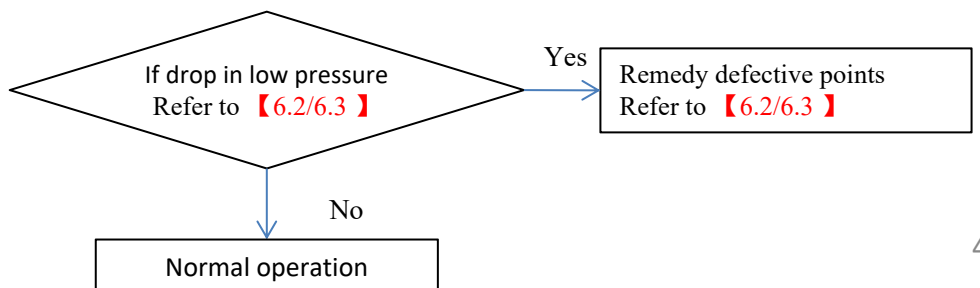 If drop in low pressure
Refer to 【6.2/6.3 】
Yes
Remedy defective points
Refer to 【6.2/6.3 】
No
Normal operation